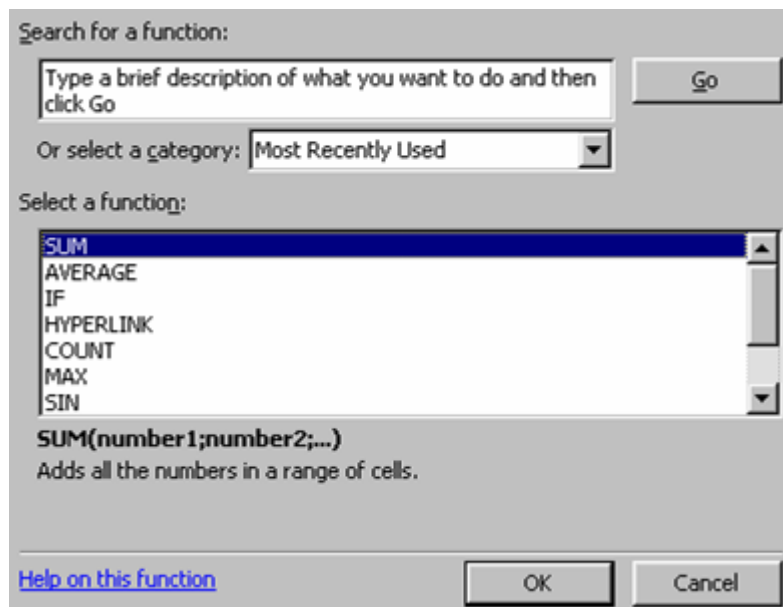 Search for a function:
Type a brief description of what you want to do and then
click Go
Go
Or select a category: Most Recently Used
Select a function:
SUM
AVERAGE
IF
HYPERLINK
COUNT
MAX
SIN
SUM(number1;number2;...)
Adds all the numbers in a range of cells.
Help on this function
OK
Cancel